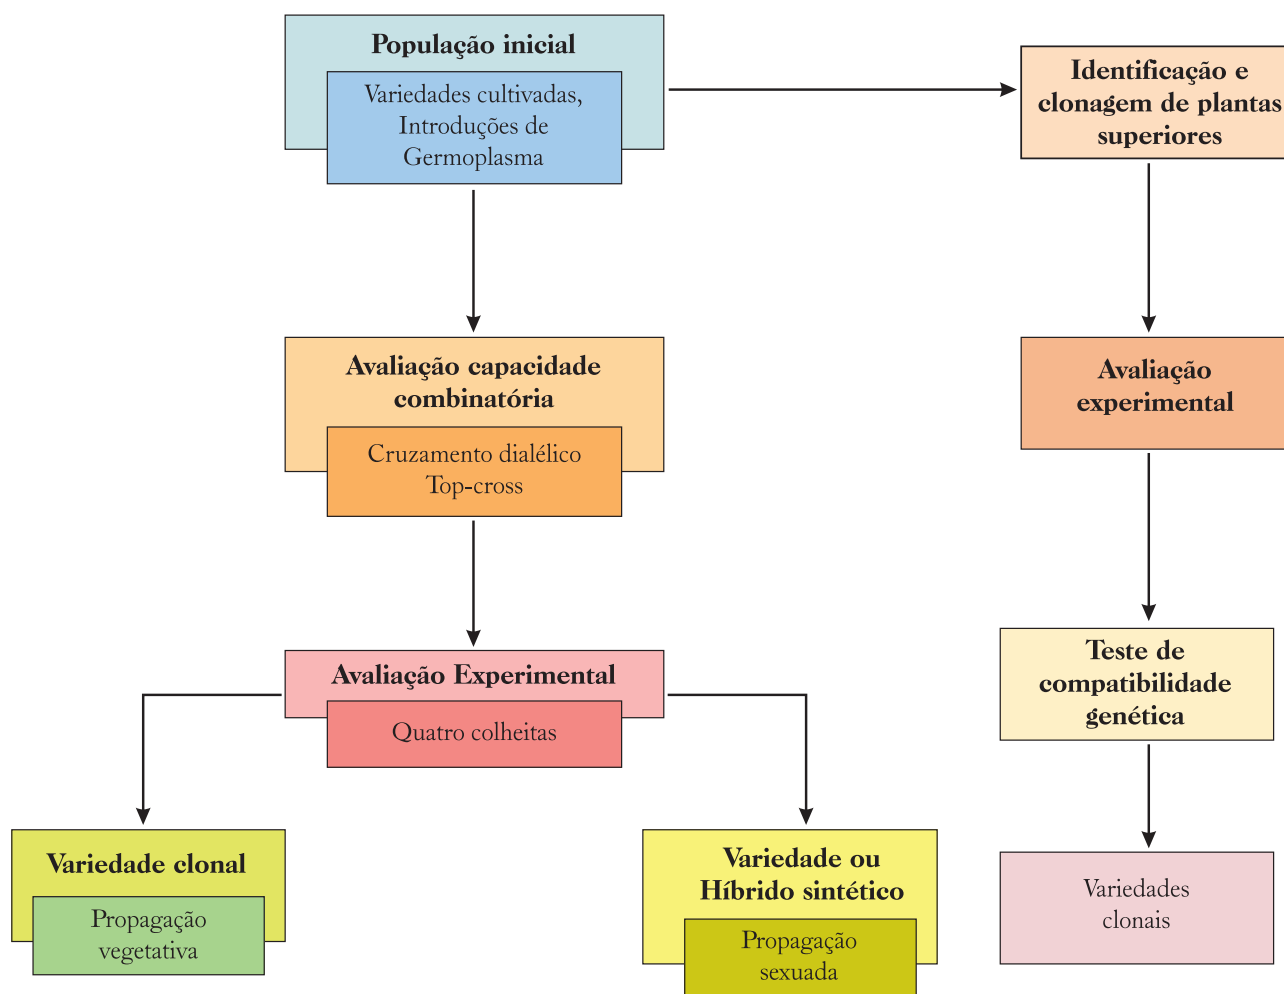 População inicial
Variedades cultivadas,
Introduções de
Germoplasma
Identificação e
clonagem de plantas
superiores
Avaliação capacidade
combinatória
Cruzamento dialélico
Top-cross
Avaliação
experimental
Avaliação Experimental
Quatro colheitas
Teste de
compatibilidade
genética
Variedade clonal
Propagação
vegetativa
Variedade ou
Híbrido sintético
Propagação
sexuada
Variedades
clonais